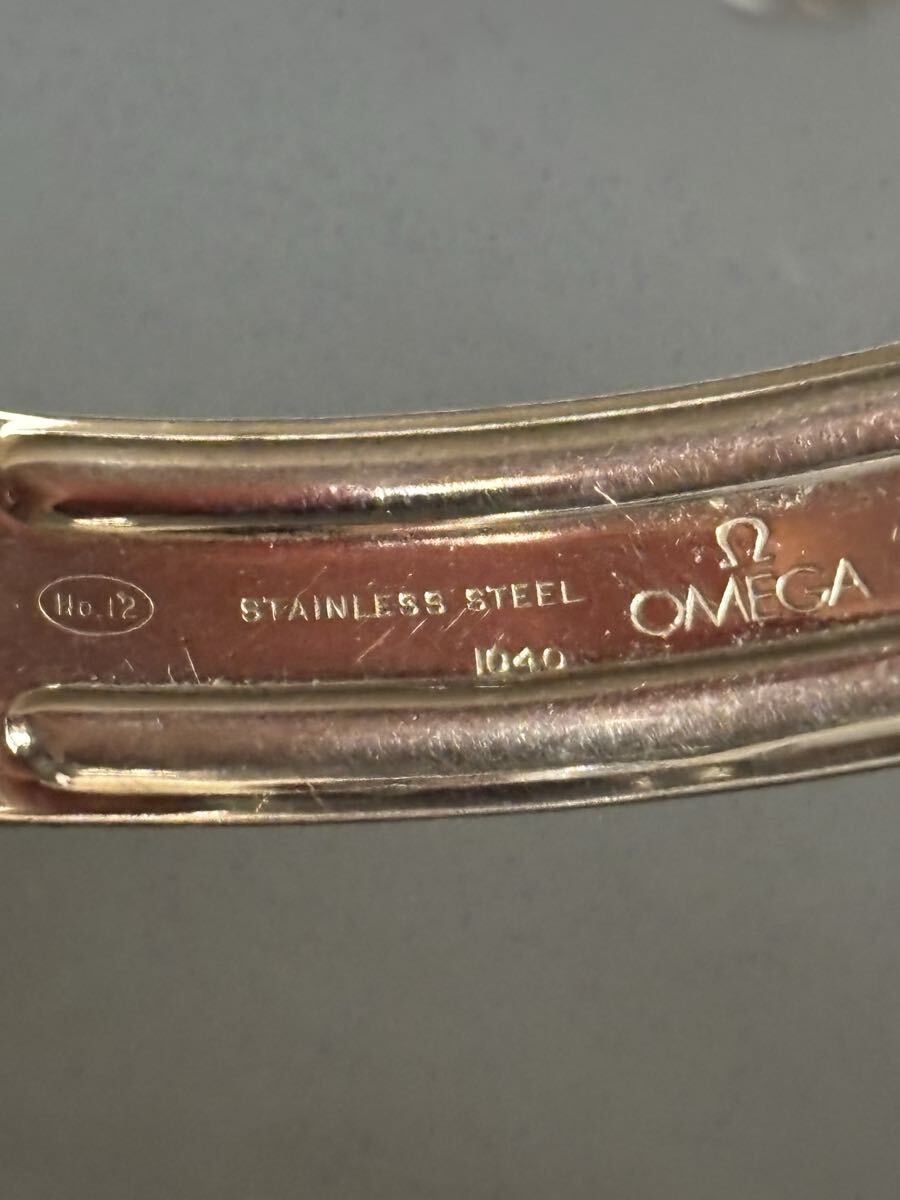 No.12
STAINLESS STEEL
1040
Ω
OMEGA